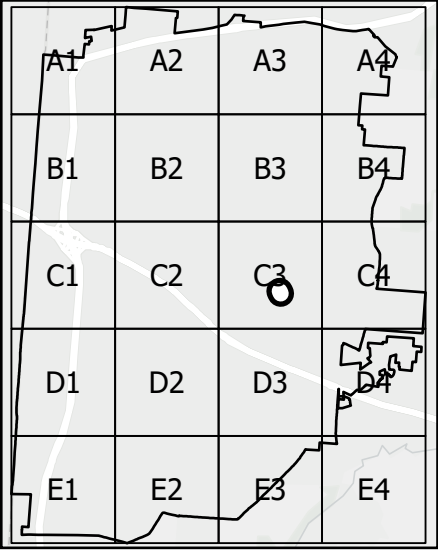 A1 A2 A3 A4
B1 B2 B3 B4
C1 C2 C3 C4
D1 D2 D3 D4
E1 E2 E3 E4